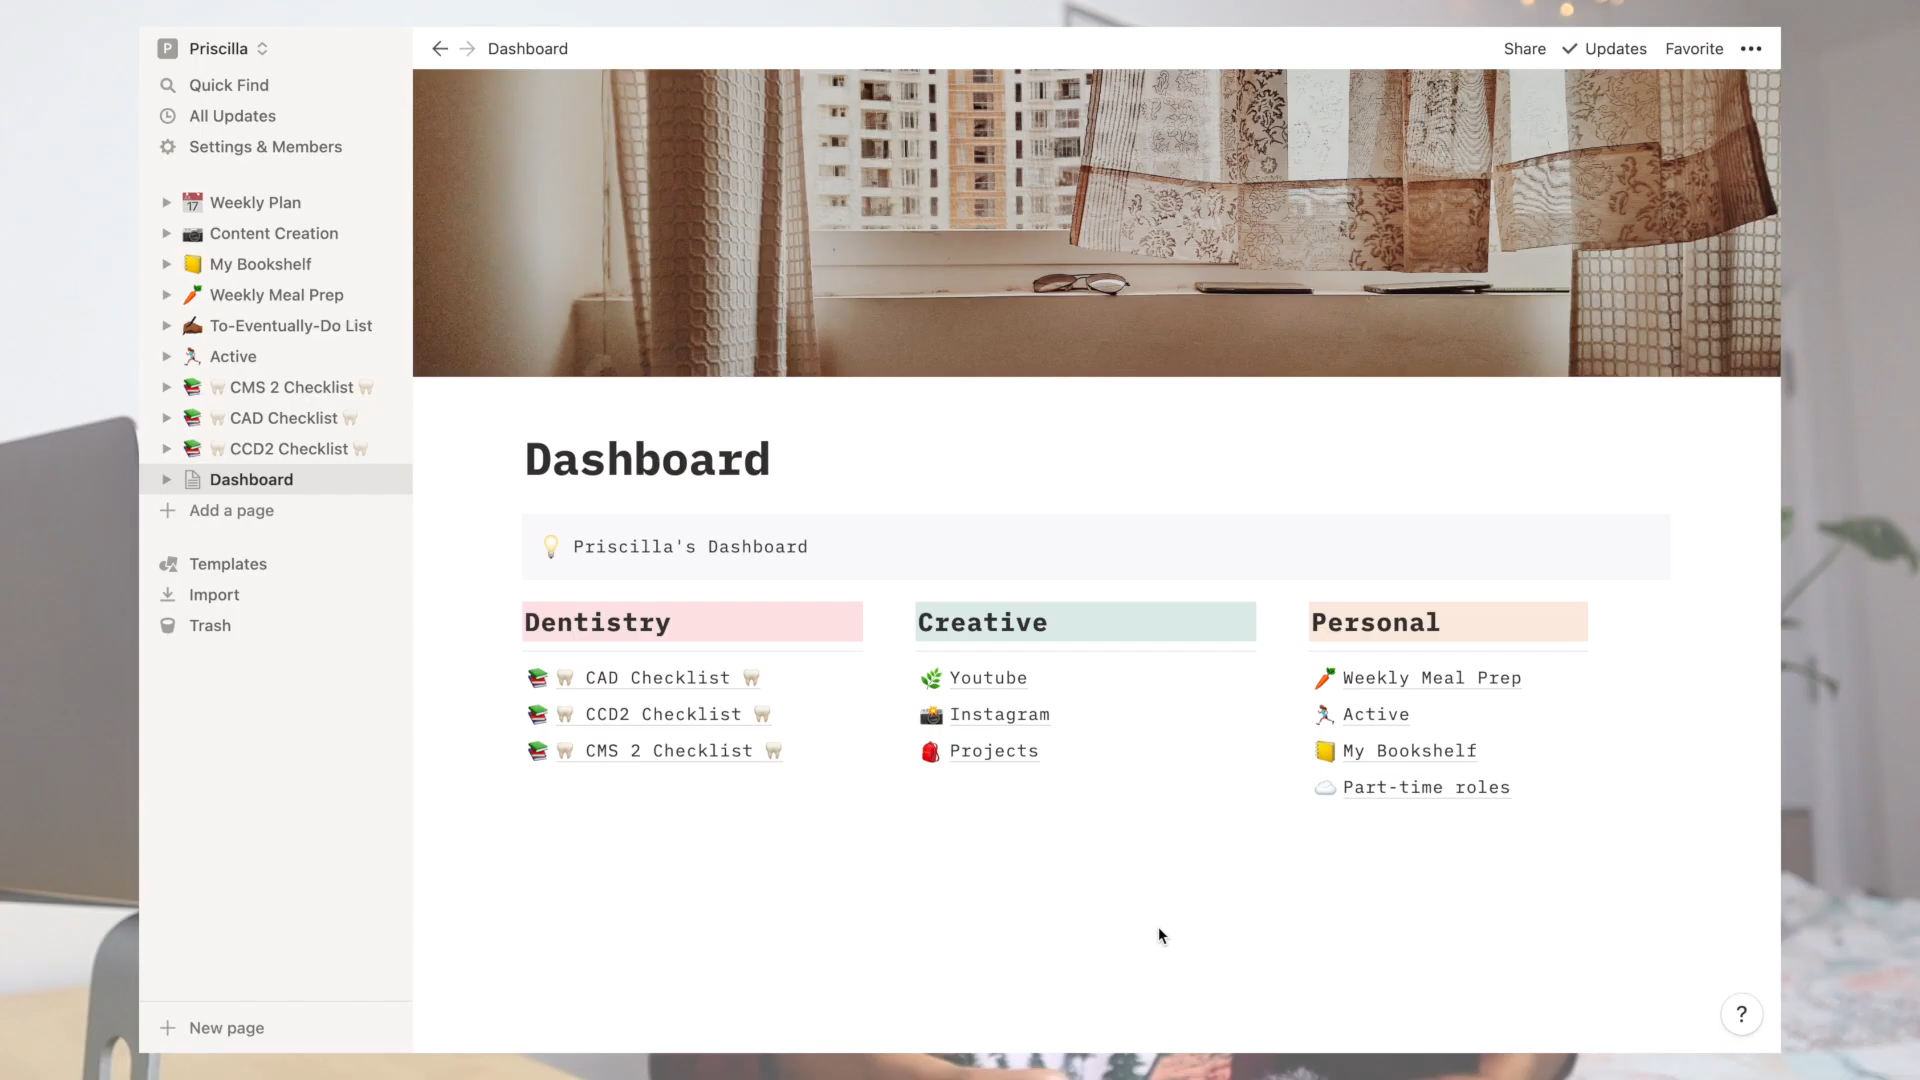 P Priscilla
Quick Find
All Updates
Settings & Members
17 Weekly Plan
Content Creation
My Bookshelf
Weekly Meal Prep
To-Eventually-Do List
Active
CMS 2 Checklist
CAD Checklist
CCD2 Checklist
Dashboard
Add a page
Templates
Import
Trash
New page
Dashboard
Share
Updates
Favorite
Dashboard
Priscilla's Dashboard
Dentistry
CAD Checklist
CCD2 Checklist
CMS 2 Checklist
Creative
Youtube
Instagram
Projects
Personal
Weekly Meal Prep
Active
My Bookshelf
Part-time roles
?